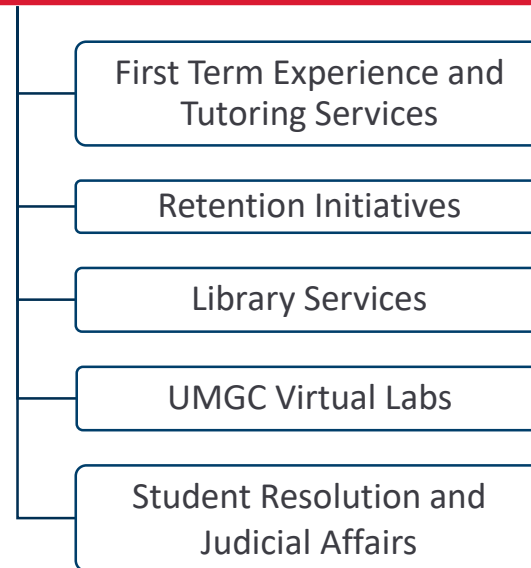 First Term Experience and
Tutoring Services
Retention Initiatives
Library Services
UMGC Virtual Labs
Student Resolution and
Judicial Affairs